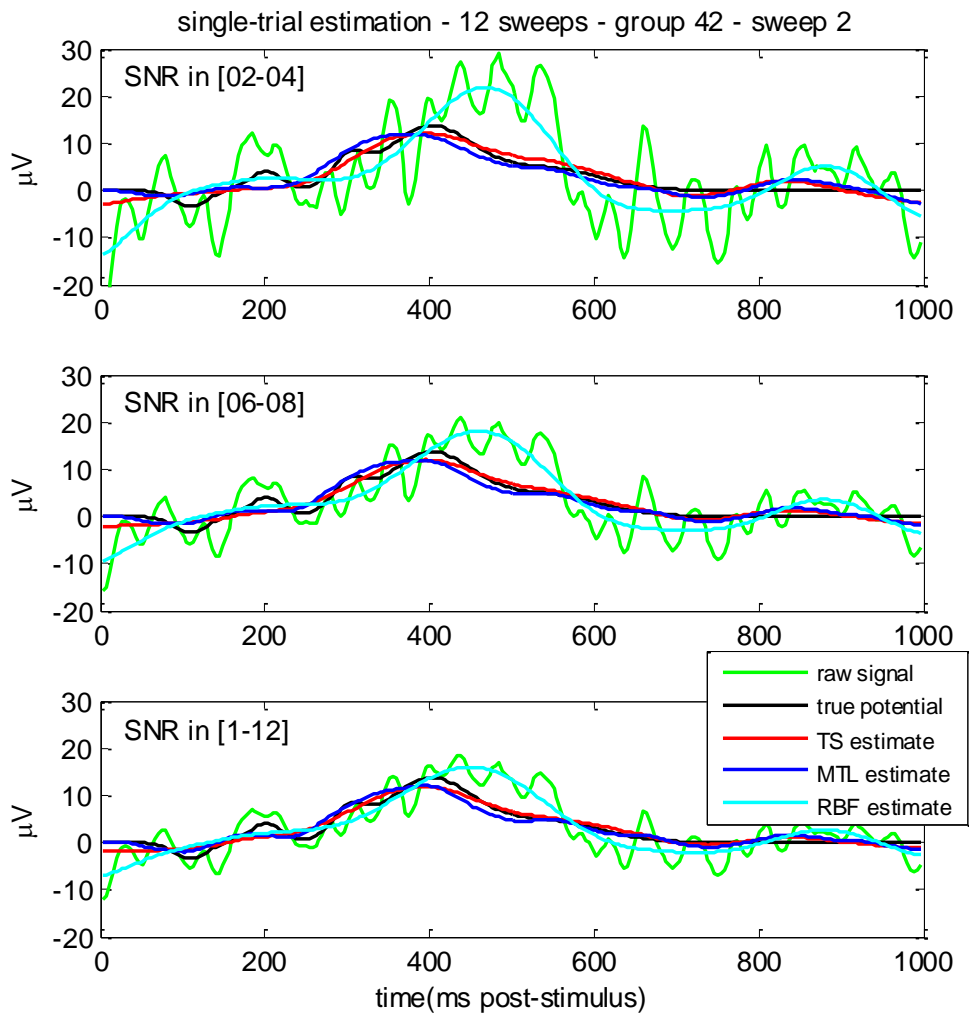 single-trial estimation - 12 sweeps - group 42 - sweep 2
SNR in [02-04]
µV
30
20
10
0
-10
-20
0 200 400 600 800 1000
SNR in [06-08]
µV
30
20
10
0
-10
-20
0 200 400 600 800 1000
SNR in [1-12]
µV
30
20
10
0
-10
-20
0 200 400 600 800 1000
raw signal
true potential
TS estimate
MTL estimate
RBF estimate
time(ms post-stimulus)